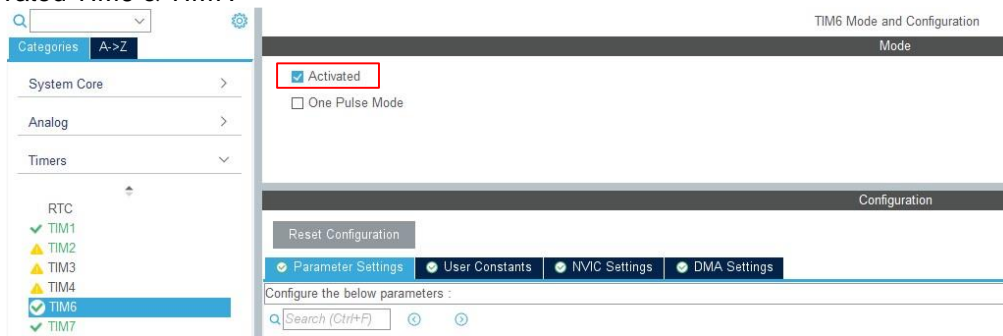 TIM6 Mode and Configuration
Categories A->Z
Mode
System Core
Activated
One Pulse Mode
Analog
Timers
Configuration
RTC
TIM1
Reset Configuration
TIM2
TIM3
Parameter Settings User Constants NVIC Settings DMA Settings
TIM4
Configure the below parameters :
TIM6
Search (Ctrl+F)
TIM7